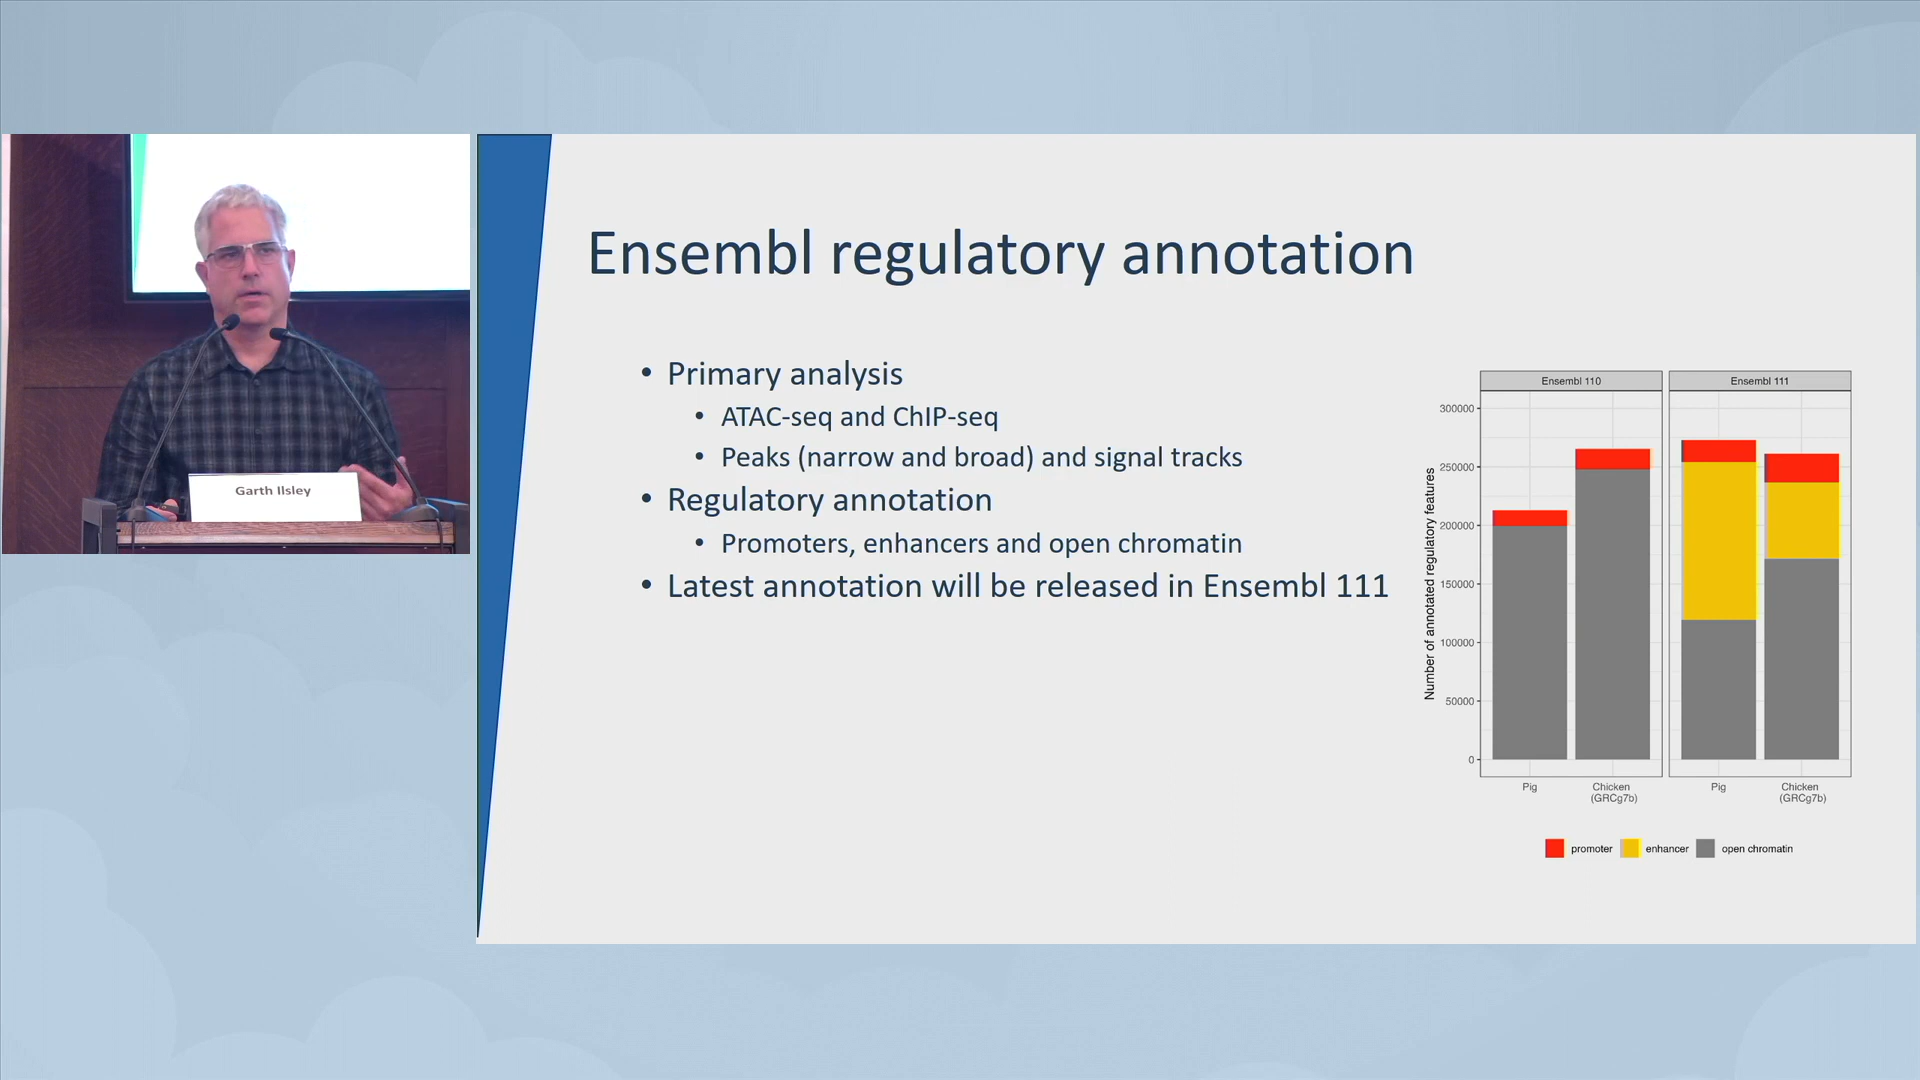 Garth Ilsley
Ensembl regulatory annotation
• Primary analysis
• ATAC-seq and ChIP-seq
• Peaks (narrow and broad) and signal tracks
• Regulatory annotation
• Promoters, enhancers and open chromatin
• Latest annotation will be released in Ensembl 111
Ensembl 110
Ensembl 111
Number of annotated regulatory features
300000
250000
200000
150000
100000
50000
0
Pig
Chicken
(GRCg7b)
Pig
Chicken
(GRCg7b)
promoter
enhancer
open chromatin